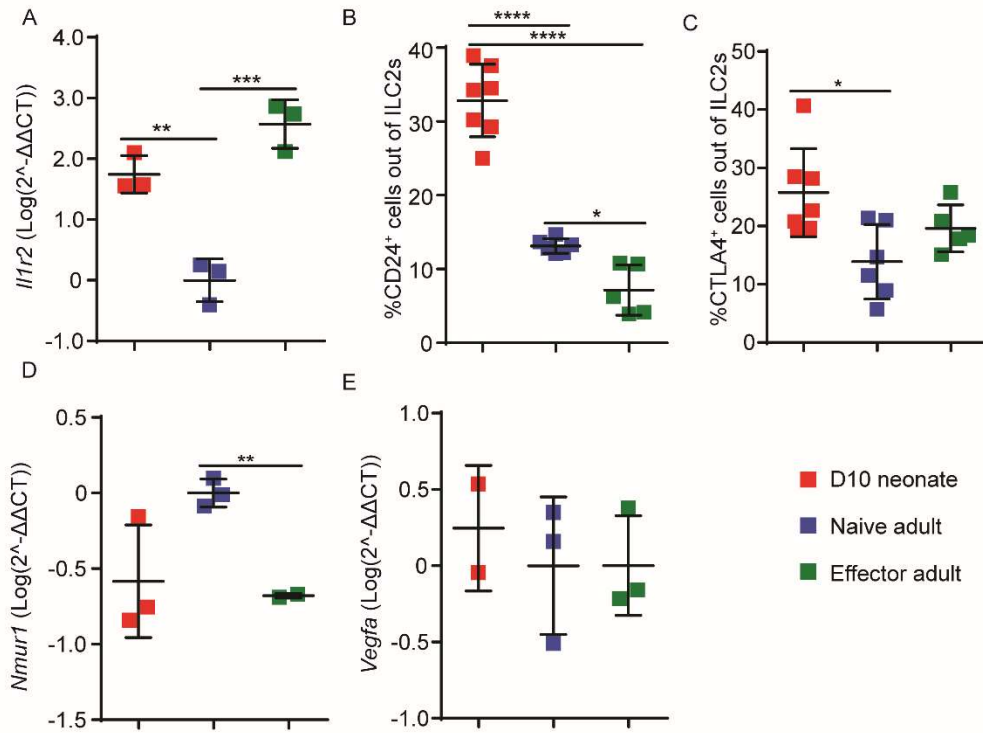 A
Il1r2 (Log(2^-ΔΔCT))
4.0
3.0
2.0
1.0
0
-1.0
**
***
B
%CD24⁺ cells out of ILC2s
40
30
20
10
0
****
****
*
C
%CTLA4⁺ cells out of ILC2s
50
40
30
20
10
0
*
D
Nmur1 (Log(2^-ΔΔCT))
0.5
0
-0.5
-1.0
-1.5
**
E
Vegfa (Log(2^-ΔΔCT))
1.0
0.5
0
-0.5
-1.0
D10 neonate
Naive adult
Effector adult